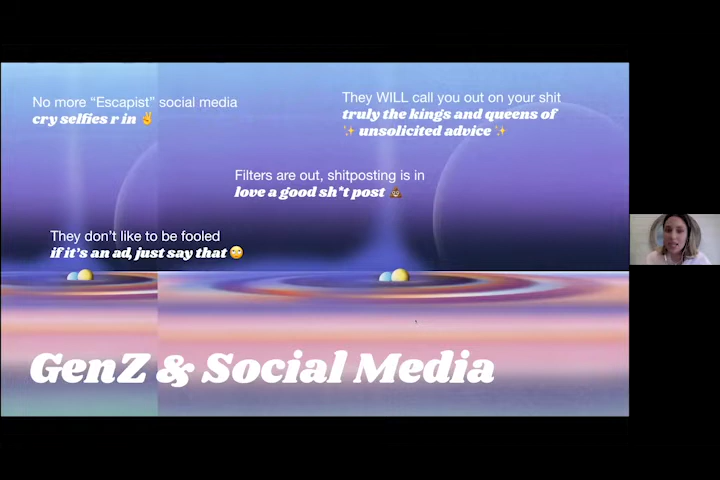 No more “Escapist” social media
cry selfies r in ✌️
They WILL call you out on your shit
truly the kings and queens of
✨ unsolicited advice ✨
Filters are out, shitposting is in
love a good sh*t post 💩
They don’t like to be fooled
if it’s an ad, just say that 🙄
GenZ & Social Media